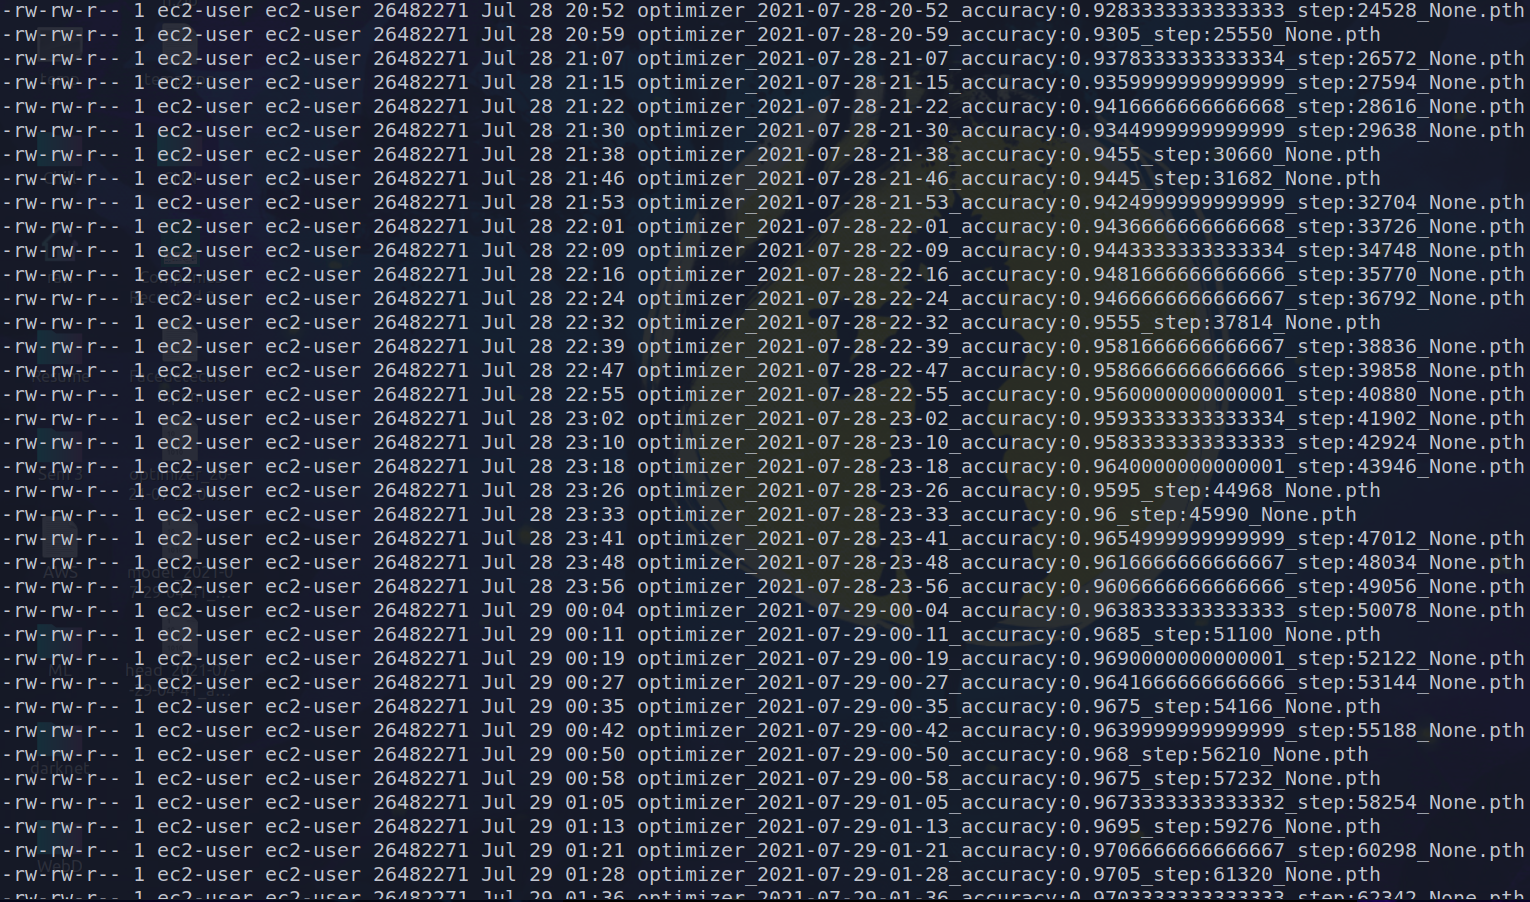 -rw-rw-r-- 1 ec2-user ec2-user 26482271 Jul 28 20:52 optimizer_2021-07-28-20-52_accuracy:0.9283333333333333_step:24528_None.pth
-rw-rw-r-- 1 ec2-user ec2-user 26482271 Jul 28 20:59 optimizer_2021-07-28-20-59_accuracy:0.9305_step:25550_None.pth
-rw-rw-r-- 1 ec2-user ec2-user 26482271 Jul 28 21:07 optimizer_2021-07-28-21-07_accuracy:0.9378333333333334_step:26572_None.pth
-rw-rw-r-- 1 ec2-user ec2-user 26482271 Jul 28 21:15 optimizer_2021-07-28-21-15_accuracy:0.9359999999999999_step:27594_None.pth
-rw-rw-r-- 1 ec2-user ec2-user 26482271 Jul 28 21:22 optimizer_2021-07-28-21-22_accuracy:0.9416666666666668_step:28616_None.pth
-rw-rw-r-- 1 ec2-user ec2-user 26482271 Jul 28 21:30 optimizer_2021-07-28-21-30_accuracy:0.9344999999999999_step:29638_None.pth
-rw-rw-r-- 1 ec2-user ec2-user 26482271 Jul 28 21:38 optimizer_2021-07-28-21-38_accuracy:0.9455_step:30660_None.pth
-rw-rw-r-- 1 ec2-user ec2-user 26482271 Jul 28 21:46 optimizer_2021-07-28-21-46_accuracy:0.9445_step:31682_None.pth
-rw-rw-r-- 1 ec2-user ec2-user 26482271 Jul 28 21:53 optimizer_2021-07-28-21-53_accuracy:0.9424999999999999_step:32704_None.pth
-rw-rw-r-- 1 ec2-user ec2-user 26482271 Jul 28 22:01 optimizer_2021-07-28-22-01_accuracy:0.9436666666666668_step:33726_None.pth
-rw-rw-r-- 1 ec2-user ec2-user 26482271 Jul 28 22:09 optimizer_2021-07-28-22-09_accuracy:0.9443333333333334_step:34748_None.pth
-rw-rw-r-- 1 ec2-user ec2-user 26482271 Jul 28 22:16 optimizer_2021-07-28-22-16_accuracy:0.9481666666666666_step:35770_None.pth
-rw-rw-r-- 1 ec2-user ec2-user 26482271 Jul 28 22:24 optimizer_2021-07-28-22-24_accuracy:0.9466666666666667_step:36792_None.pth
-rw-rw-r-- 1 ec2-user ec2-user 26482271 Jul 28 22:32 optimizer_2021-07-28-22-32_accuracy:0.9555_step:37814_None.pth
-rw-rw-r-- 1 ec2-user ec2-user 26482271 Jul 28 22:39 optimizer_2021-07-28-22-39_accuracy:0.9581666666666667_step:38836_None.pth
-rw-rw-r-- 1 ec2-user ec2-user 26482271 Jul 28 22:47 optimizer_2021-07-28-22-47_accuracy:0.9586666666666666_step:39858_None.pth
-rw-rw-r-- 1 ec2-user ec2-user 26482271 Jul 28 22:55 optimizer_2021-07-28-22-55_accuracy:0.9560000000000001_step:40880_None.pth
-rw-rw-r-- 1 ec2-user ec2-user 26482271 Jul 28 23:02 optimizer_2021-07-28-23-02_accuracy:0.9593333333333334_step:41902_None.pth
-rw-rw-r-- 1 ec2-user ec2-user 26482271 Jul 28 23:10 optimizer_2021-07-28-23-10_accuracy:0.9583333333333333_step:42924_None.pth
-rw-rw-r-- 1 ec2-user ec2-user 26482271 Jul 28 23:18 optimizer_2021-07-28-23-18_accuracy:0.9640000000000001_step:43946_None.pth
-rw-rw-r-- 1 ec2-user ec2-user 26482271 Jul 28 23:26 optimizer_2021-07-28-23-26_accuracy:0.9595_step:44968_None.pth
-rw-rw-r-- 1 ec2-user ec2-user 26482271 Jul 28 23:33 optimizer_2021-07-28-23-33_accuracy:0.96_step:45990_None.pth
-rw-rw-r-- 1 ec2-user ec2-user 26482271 Jul 28 23:41 optimizer_2021-07-28-23-41_accuracy:0.9654999999999999_step:47012_None.pth
-rw-rw-r-- 1 ec2-user ec2-user 26482271 Jul 28 23:48 optimizer_2021-07-28-23-48_accuracy:0.9616666666666667_step:48034_None.pth
-rw-rw-r-- 1 ec2-user ec2-user 26482271 Jul 28 23:56 optimizer_2021-07-28-23-56_accuracy:0.9606666666666666_step:49056_None.pth
-rw-rw-r-- 1 ec2-user ec2-user 26482271 Jul 29 00:04 optimizer_2021-07-29-00-04_accuracy:0.9638333333333333_step:50078_None.pth
-rw-rw-r-- 1 ec2-user ec2-user 26482271 Jul 29 00:11 optimizer_2021-07-29-00-11_accuracy:0.9685_step:51100_None.pth
-rw-rw-r-- 1 ec2-user ec2-user 26482271 Jul 29 00:19 optimizer_2021-07-29-00-19_accuracy:0.9690000000000001_step:52122_None.pth
-rw-rw-r-- 1 ec2-user ec2-user 26482271 Jul 29 00:27 optimizer_2021-07-29-00-27_accuracy:0.9641666666666666_step:53144_None.pth
-rw-rw-r-- 1 ec2-user ec2-user 26482271 Jul 29 00:35 optimizer_2021-07-29-00-35_accuracy:0.9675_step:54166_None.pth
-rw-rw-r-- 1 ec2-user ec2-user 26482271 Jul 29 00:42 optimizer_2021-07-29-00-42_accuracy:0.9639999999999999_step:55188_None.pth
-rw-rw-r-- 1 ec2-user ec2-user 26482271 Jul 29 00:50 optimizer_2021-07-29-00-50_accuracy:0.968_step:56210_None.pth
-rw-rw-r-- 1 ec2-user ec2-user 26482271 Jul 29 00:58 optimizer_2021-07-29-00-58_accuracy:0.9675_step:57232_None.pth
-rw-rw-r-- 1 ec2-user ec2-user 26482271 Jul 29 01:05 optimizer_2021-07-29-01-05_accuracy:0.9673333333333332_step:58254_None.pth
-rw-rw-r-- 1 ec2-user ec2-user 26482271 Jul 29 01:13 optimizer_2021-07-29-01-13_accuracy:0.9695_step:59276_None.pth
-rw-rw-r-- 1 ec2-user ec2-user 26482271 Jul 29 01:21 optimizer_2021-07-29-01-21_accuracy:0.9706666666666667_step:60298_None.pth
-rw-rw-r-- 1 ec2-user ec2-user 26482271 Jul 29 01:28 optimizer_2021-07-29-01-28_accuracy:0.9705_step:61320_None.pth
-rw-rw-r-- 1 ec2-user ec2-user 26482271 Jul 29 01:36 optimizer_2021-07-29-01-36_accuracy:0.9703333333333333_step:62342_None.pth